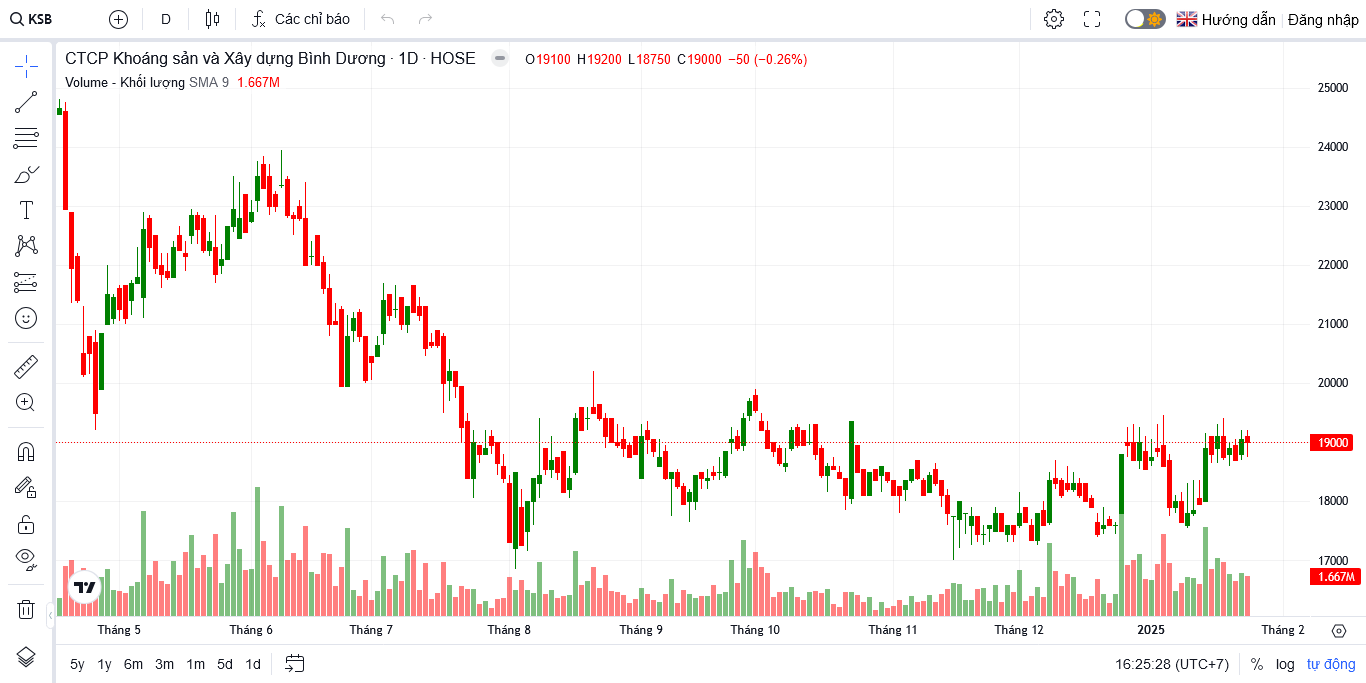 KSB D Các chỉ báo Hướng dẫn Đăng nhập
CTCP Khoáng sản và Xây dựng Bình Dương · 1D · HOSE O19100 H19200 L18750 C19000 −50 (−0.26%)
Volume - Khối lượng SMA 9 1.667M
25000
24000
23000
22000
21000
20000
19000
18000
17000
1.667M
Tháng 5 Tháng 6 Tháng 7 Tháng 8 Tháng 9 Tháng 10 Tháng 11 Tháng 12 2025 Tháng 2
5y 1y 6m 3m 1m 5d 1d 16:25:28 (UTC+7) % log tự động